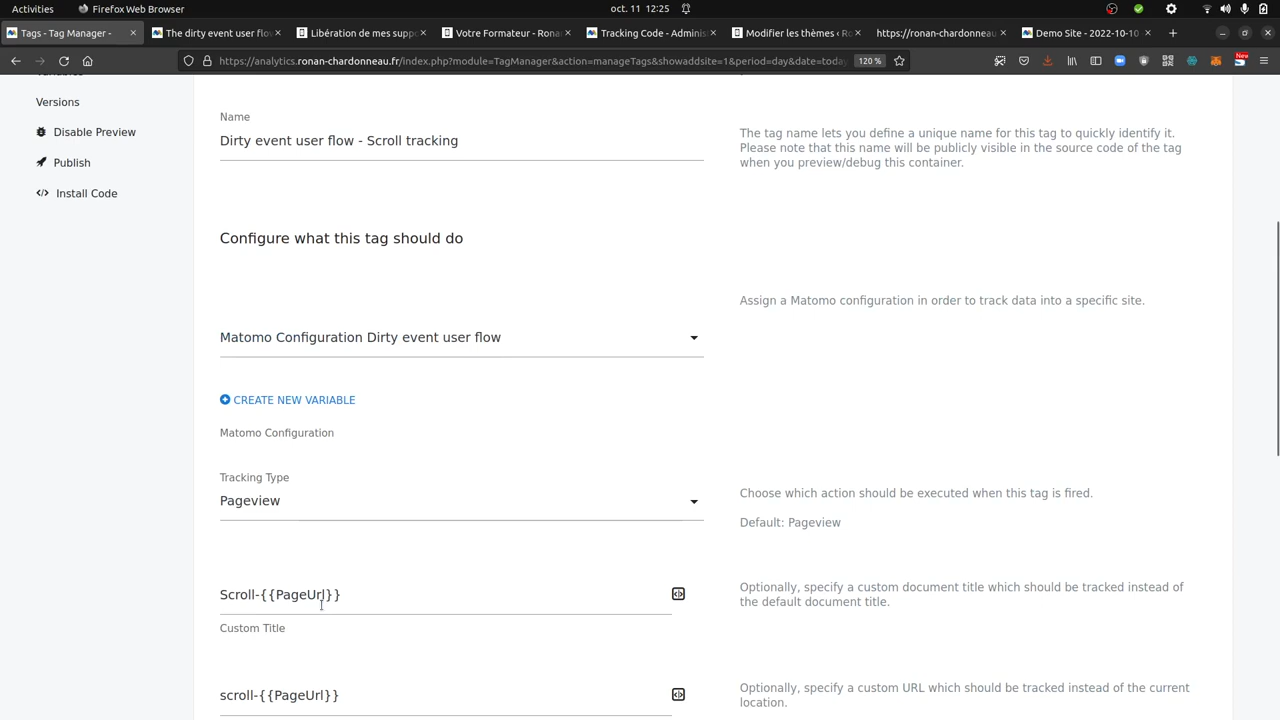 Activities
Firefox Web Browser
oct. 11 12:25
Tags - Tag Manager -
The dirty event user flow
Libération de mes suppo
Votre Formateur - Rona
Tracking Code - Adminis
Modifier les thèmes ‹ Ro
https://ronan-chardonneau
Demo Site - 2022-10-10
https://analytics.ronan-chardonneau.fr/index.php?module=TagManager&action=manageTags&showaddsite=1&period=day&date=today
120 %
New
Versions
Disable Preview
Publish
Install Code
Name
Dirty event user flow - Scroll tracking
The tag name lets you define a unique name for this tag to quickly identify it.
Please note that this name will be publicly visible in the source code of the tag
when you preview/debug this container.
Configure what this tag should do
Assign a Matomo configuration in order to track data into a specific site.
Matomo Configuration Dirty event user flow
CREATE NEW VARIABLE
Matomo Configuration
Tracking Type
Pageview
Choose which action should be executed when this tag is fired.
Default: Pageview
Scroll-{{PageUrl}}
Custom Title
Optionally, specify a custom document title which should be tracked instead of
the default document title.
scroll-{{PageUrl}}
Optionally, specify a custom URL which should be tracked instead of the current
location.